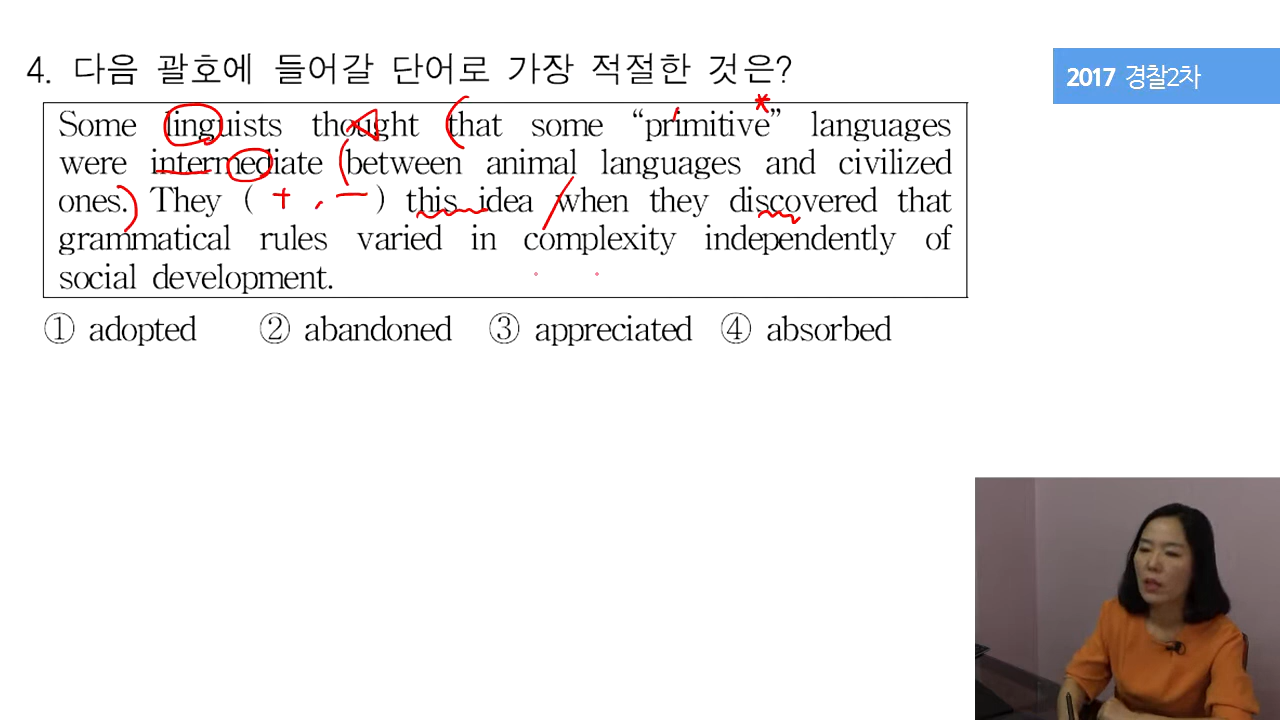 4. 다음 괄호에 들어갈 단어로 가장 적절한 것은?
2017 경찰2차
Some linguists thought that some “primitive” languages
were intermediate between animal languages and civilized
ones. They ( + , - ) this idea when they discovered that
grammatical rules varied in complexity independently of
social development.
① adopted ② abandoned ③ appreciated ④ absorbed